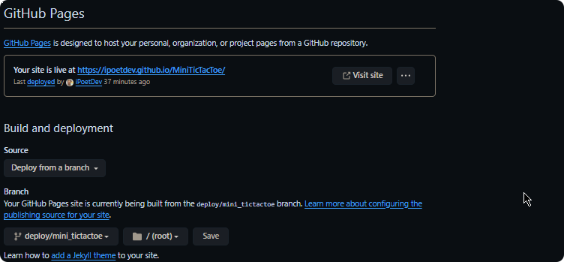 GitHub Pages
GitHub Pages is designed to host your personal, organization, or project pages from a GitHub repository.
Your site is live at https://ipoetdev.github.io/MiniTicTacToe/
Last deployed by iPoetDev 37 minutes ago
Visit site
Build and deployment
Source
Deploy from a branch
Branch
Your GitHub Pages site is currently being built from the deploy/mini_tictactoe branch. Learn more about configuring the
publishing source for your site.
deploy/mini_tictactoe
/ (root)
Save
Learn how to add a Jekyll theme to your site.